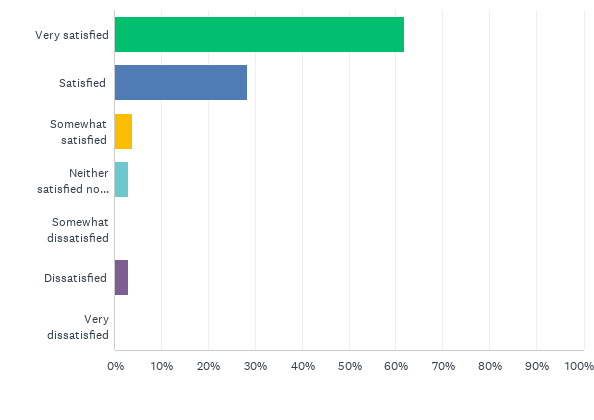 Very satisfied
Satisfied
Somewhat
satisfied
Neither
satisfied no...
Somewhat
dissatisfied
Dissatisfied
Very
dissatisfied
0% 10% 20% 30% 40% 50% 60% 70% 80% 90% 100%